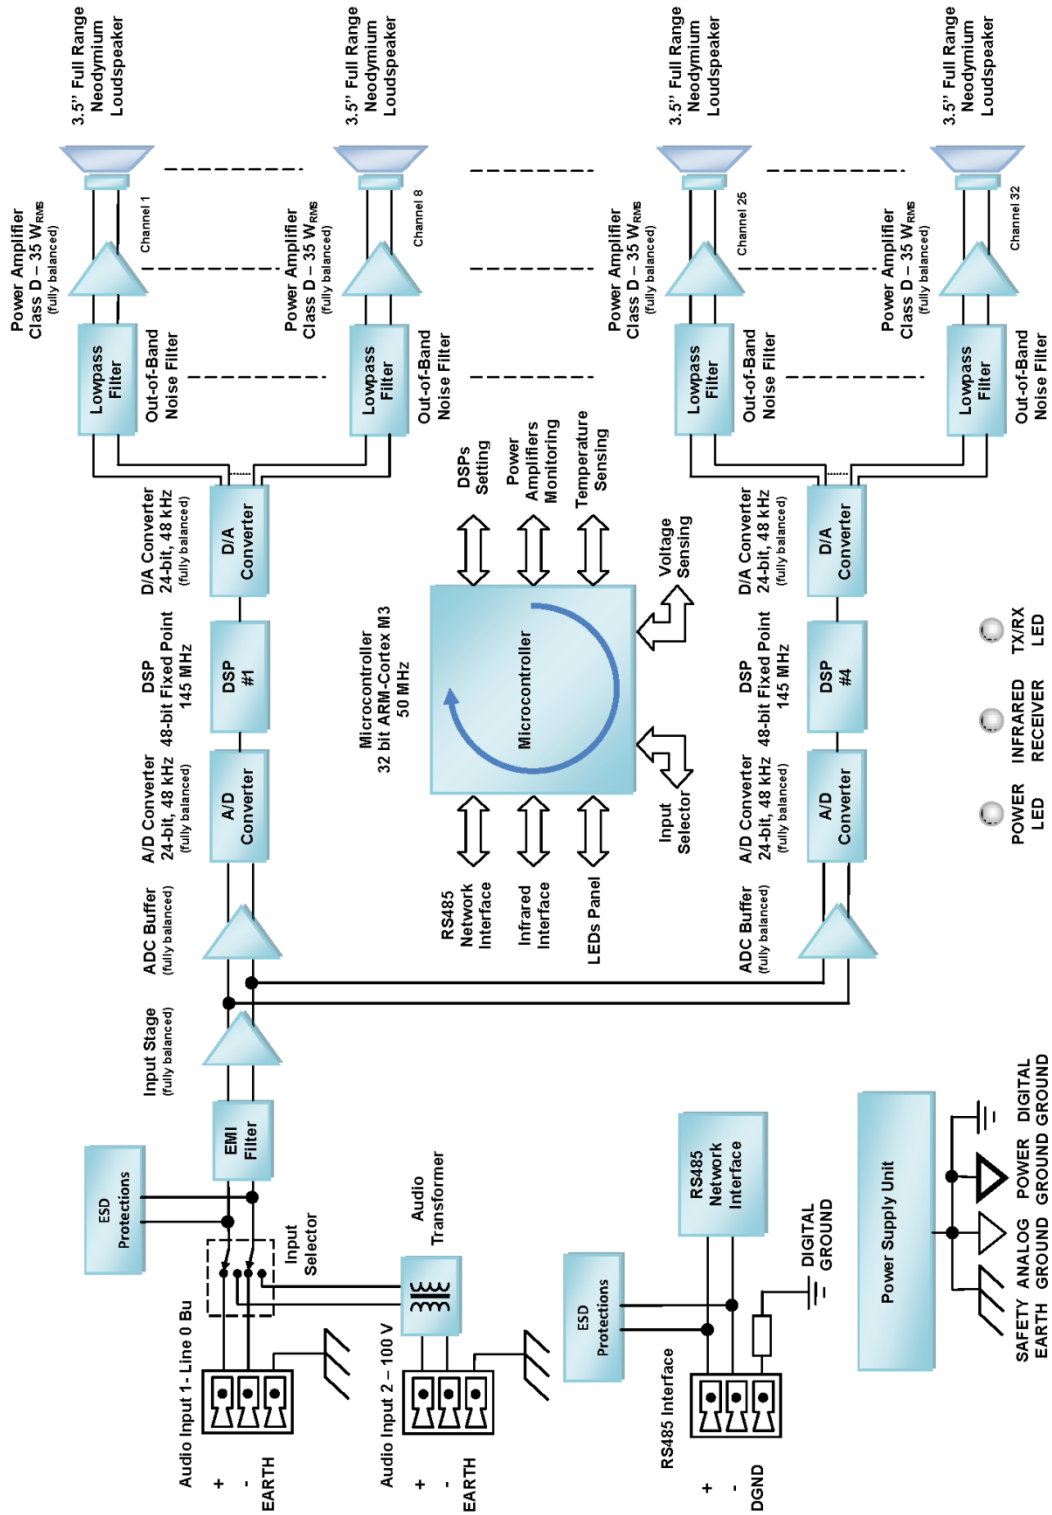 Audio Input 1- Line 0 Bu
+
-
EARTH
ESD
Protections
Input
Selector
EMI
Filter
Input Stage
(fully balanced)
ADC Buffer
(fully balanced)
A/D Converter
24-bit, 48 kHz
(fully balanced)
A/D
Converter
DSP
48-bit Fixed Point
145 MHz
DSP
#1
D/A Converter
24-bit, 48 kHz
(fully balanced)
D/A
Converter
Lowpass
Filter
Out-of-Band
Noise Filter
Power Amplifier
Class D – 35 WRMS
(fully balanced)
Channel 1
3.5” Full Range
Neodymium
Loudspeaker
Lowpass
Filter
Out-of-Band
Noise Filter
Power Amplifier
Class D – 35 WRMS
(fully balanced)
Channel 8
3.5” Full Range
Neodymium
Loudspeaker
Audio Input 2 – 100 V
+
-
EARTH
Audio
Transformer
Microcontroller
32 bit ARM-Cortex M3
50 MHz
Microcontroller
RS485
Network
Interface
Infrared
Interface
LEDs Panel
Input
Selector
Voltage
Sensing
DSPs
Setting
Power
Amplifiers
Monitoring
Temperature
Sensing
RS485 Interface
+
-
DGND
ESD
Protections
RS485
Network
Interface
DIGITAL
GROUND
ADC Buffer
(fully balanced)
A/D Converter
24-bit, 48 kHz
(fully balanced)
A/D
Converter
DSP
48-bit Fixed Point
145 MHz
DSP
#4
D/A Converter
24-bit, 48 kHz
(fully balanced)
D/A
Converter
Lowpass
Filter
Out-of-Band
Noise Filter
Power Amplifier
Class D – 35 WRMS
(fully balanced)
Channel 25
3.5” Full Range
Neodymium
Loudspeaker
Lowpass
Filter
Out-of-Band
Noise Filter
Power Amplifier
Class D – 35 WRMS
(fully balanced)
Channel 32
3.5” Full Range
Neodymium
Loudspeaker
Power Supply Unit
SAFETY
EARTH
ANALOG
GROUND
POWER
GROUND
DIGITAL
GROUND
POWER
LED
INFRARED
RECEIVER
TX/RX
LED